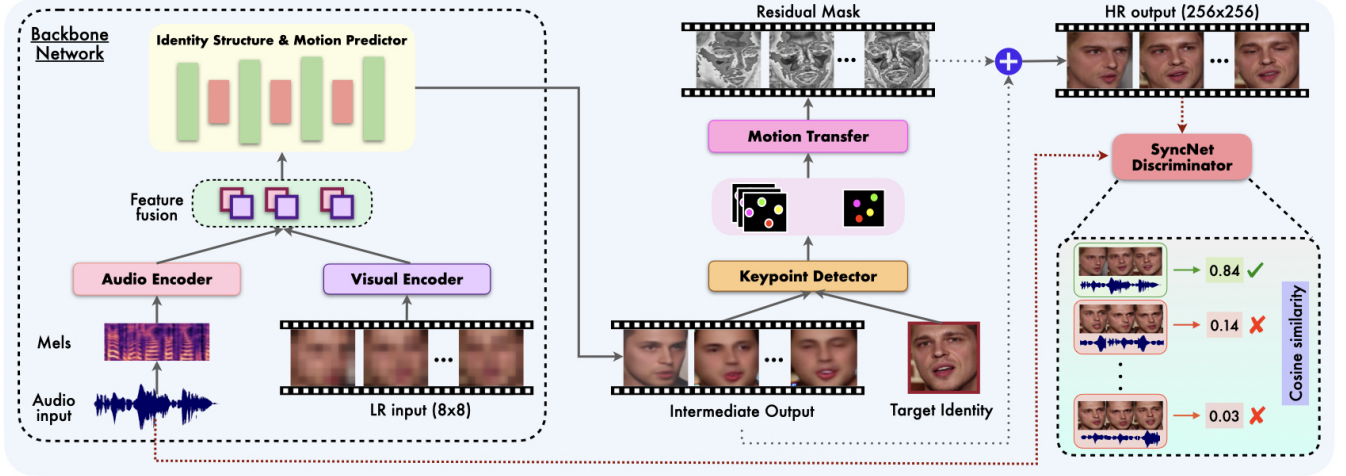 Backbone
Network
Identity Structure & Motion Predictor
Feature
fusion
Audio Encoder
Visual Encoder
Mels
Audio
input
LR input (8x8)
Residual Mask
Motion Transfer
Keypoint Detector
Intermediate Output
Target Identity
HR output (256x256)
SyncNet
Discriminator
0.84
0.14
0.03
Cosine similarity